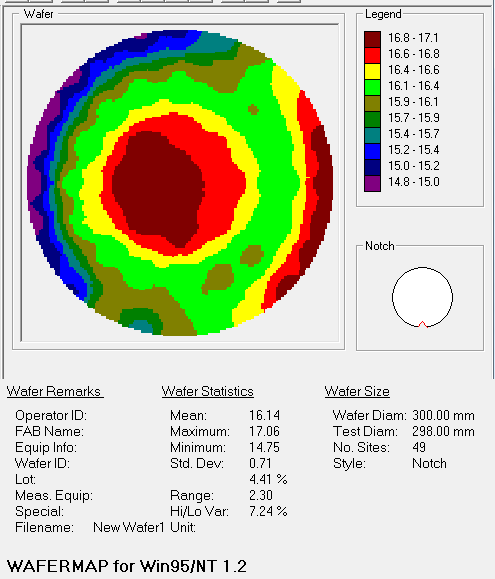 Wafer
Legend
16.8 - 17.1
16.6 - 16.8
16.4 - 16.6
16.1 - 16.4
15.9 - 16.1
15.7 - 15.9
15.4 - 15.7
15.2 - 15.4
15.0 - 15.2
14.8 - 15.0
Notch
Wafer Remarks Wafer Statistics Wafer Size
Operator ID: Mean: 16.14 Wafer Diam: 300.00 mm
FAB Name: Maximum: 17.06 Test Diam: 298.00 mm
Equip Info: Minimum: 14.75 No. Sites: 49
Wafer ID: Std. Dev: 0.71 Style: Notch
Lot: 4.41 %
Meas. Equip: Range: 2.30
Special: Hi/Lo Var: 7.24 %
Filename: New Wafer1 Unit:
WAFERMAP for Win95/NT 1.2